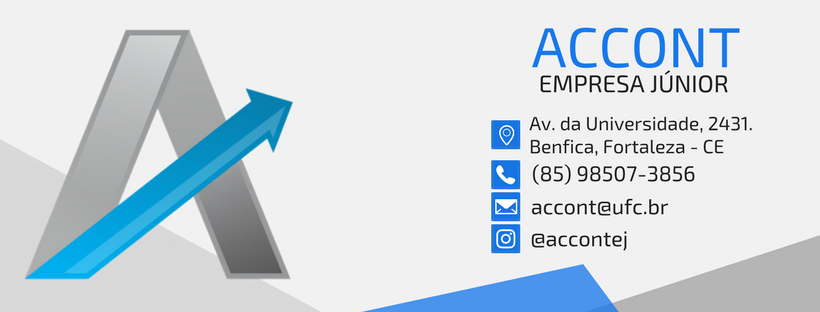 ACCONT
EMPRESA JÚNIOR
Av. da Universidade, 2431.
Benfica, Fortaleza - CE
(85) 98507-3856
accont@ufc.br
@accontej